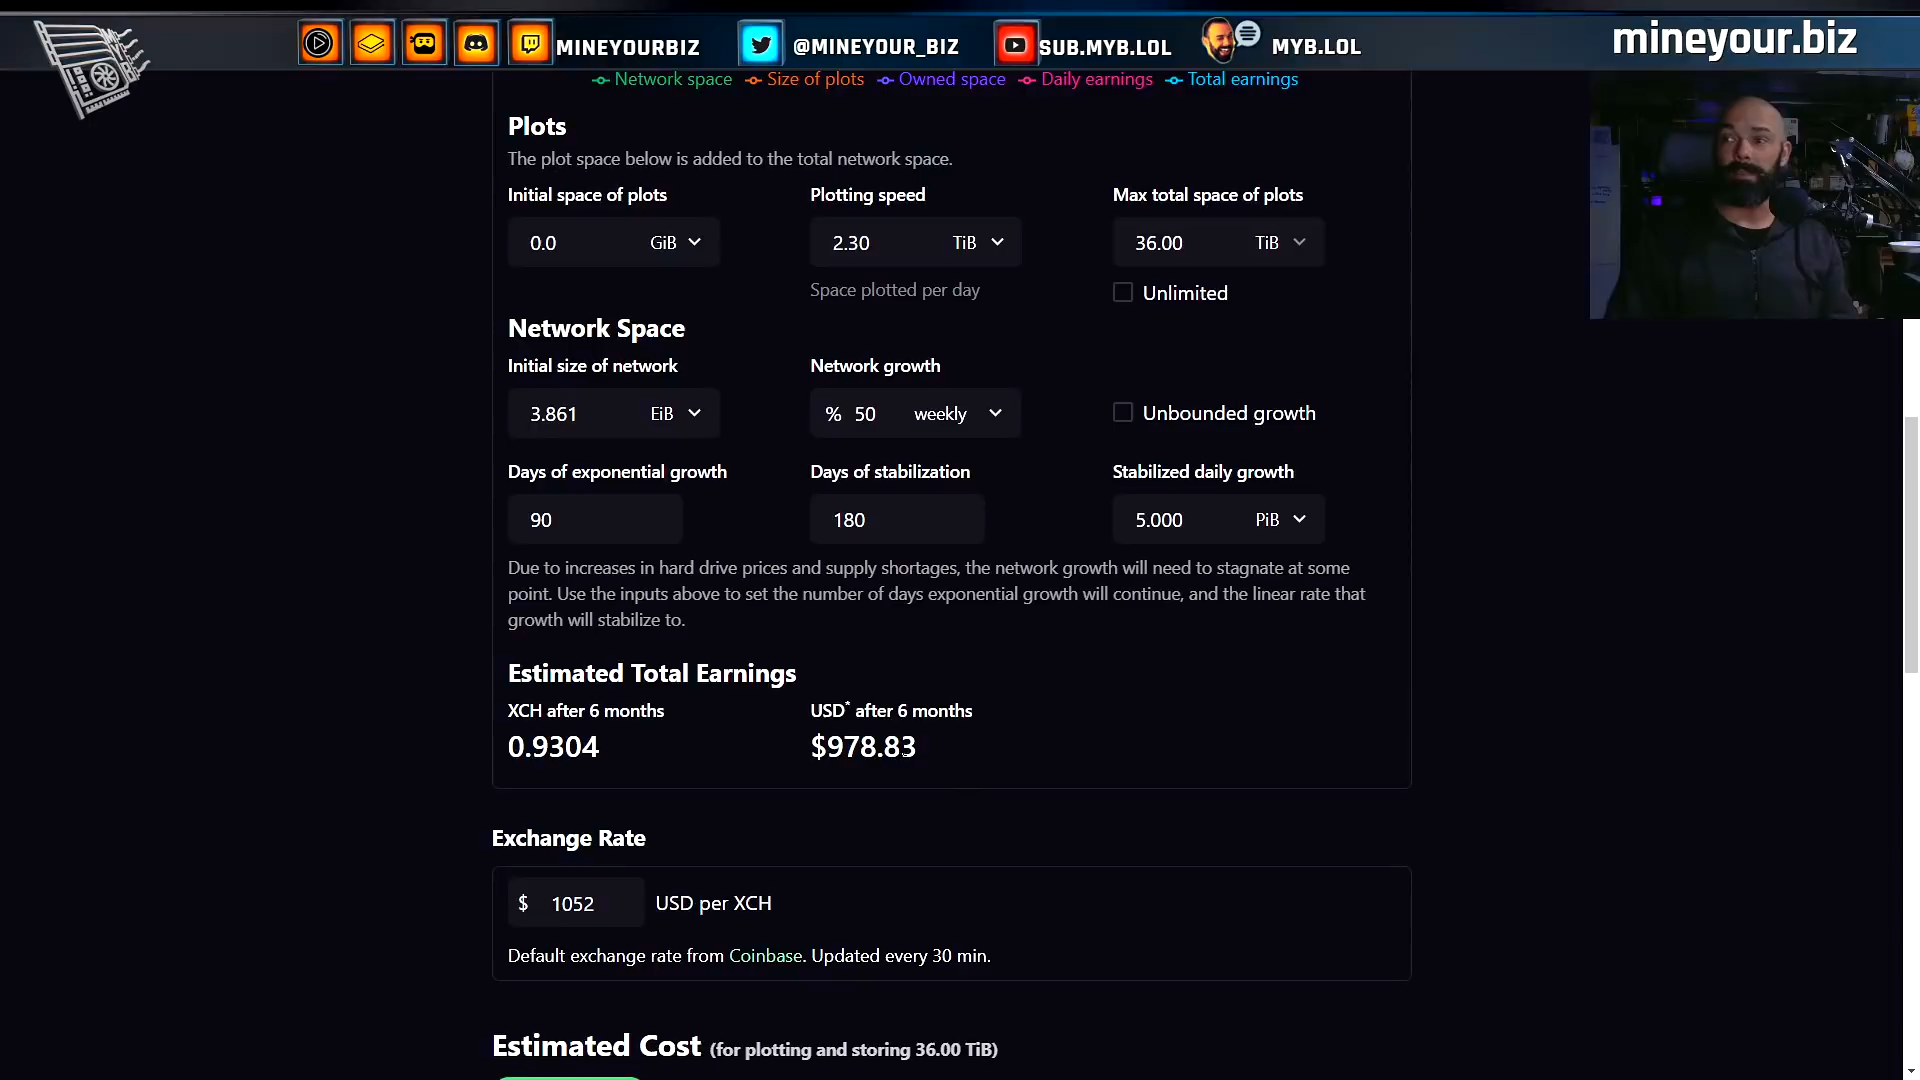 MINEYOURBIZ @MINEYOUR_BIZ SUB.MYB.LOL MYB.LOL mineyour.biz
Network space Size of plots Owned space Daily earnings Total earnings
Plots
The plot space below is added to the total network space.
Initial space of plots Plotting speed Max total space of plots
0.0 GiB 2.30 TiB 36.00 TiB
Space plotted per day Unlimited
Network Space
Initial size of network Network growth
3.861 EiB % 50 weekly Unbounded growth
Days of exponential growth Days of stabilization Stabilized daily growth
90 180 5.000 PiB
Due to increases in hard drive prices and supply shortages, the network growth will need to stagnate at some
point. Use the inputs above to set the number of days exponential growth will continue, and the linear rate that
growth will stabilize to.
Estimated Total Earnings
XCH after 6 months USD* after 6 months
0.9304 $978.83
Exchange Rate
$ 1052 USD per XCH
Default exchange rate from Coinbase. Updated every 30 min.
Estimated Cost (for plotting and storing 36.00 TiB)